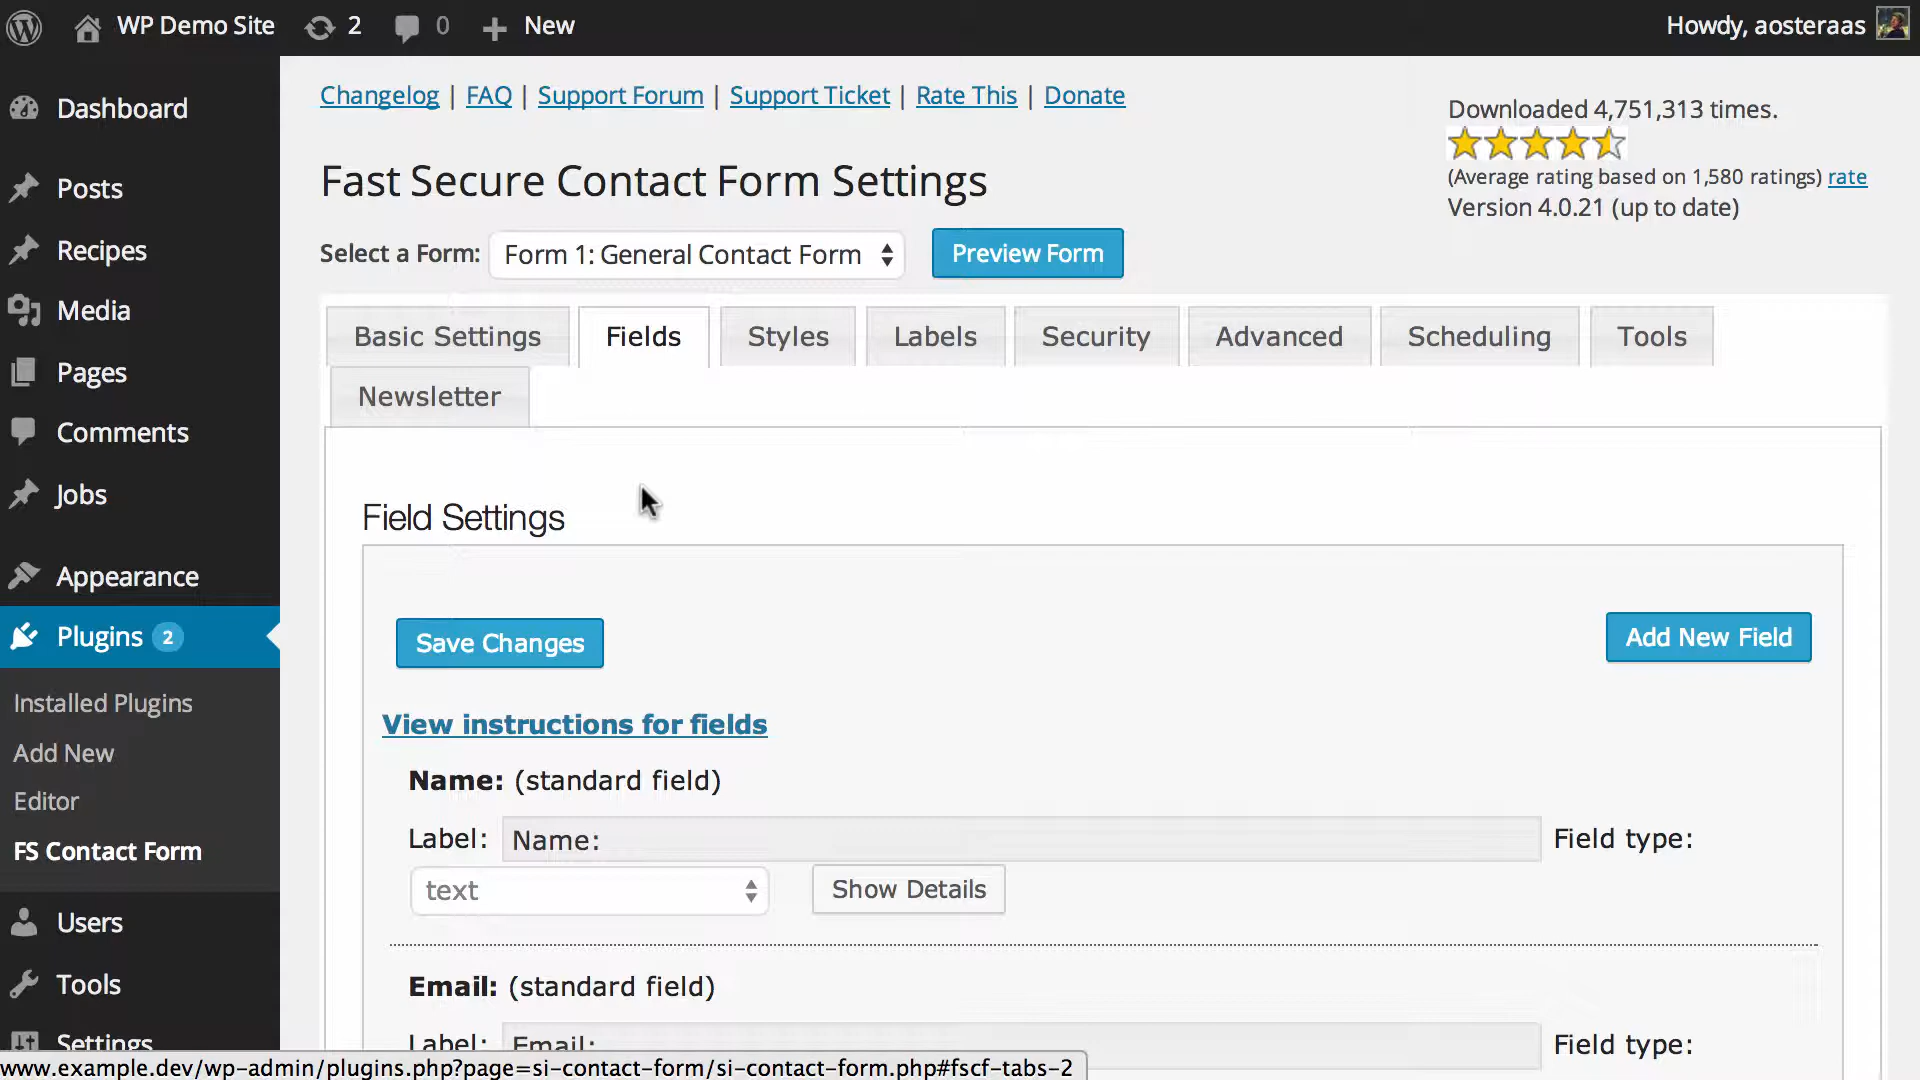 WP Demo Site 2 0 New Howdy, aosteraas
Dashboard
Posts
Recipes
Media
Pages
Comments
Jobs
Appearance
Plugins 2
Installed Plugins
Add New
Editor
FS Contact Form
Users
Tools
Settings
Changelog | FAQ | Support Forum | Support Ticket | Rate This | Donate
Downloaded 4,751,313 times.
(Average rating based on 1,580 ratings) rate
Version 4.0.21 (up to date)
Fast Secure Contact Form Settings
Select a Form: Form 1: General Contact Form Preview Form
Basic Settings Fields Styles Labels Security Advanced Scheduling Tools
Newsletter
Field Settings
Save Changes Add New Field
View instructions for fields
Name: (standard field)
Label: Name: Field type:
text Show Details
Email: (standard field)
Label: Email: Field type:
www.example.dev/wp-admin/plugins.php?page=si-contact-form/si-contact-form.php#fscf-tabs-2